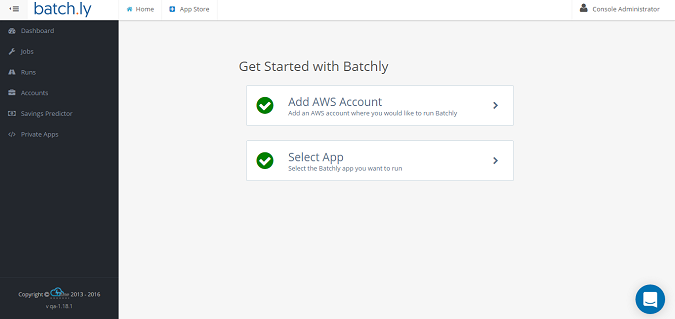 batch.ly
Home
App Store
Console Administrator
Dashboard
Jobs
Runs
Accounts
Savings Predictor
Private Apps
Get Started with Batchly
Add AWS Account
Add an AWS account where you would like to run Batchly
Select App
Select the Batchly app you want to run
Copyright © 2013 - 2016
v qa-1.18.1